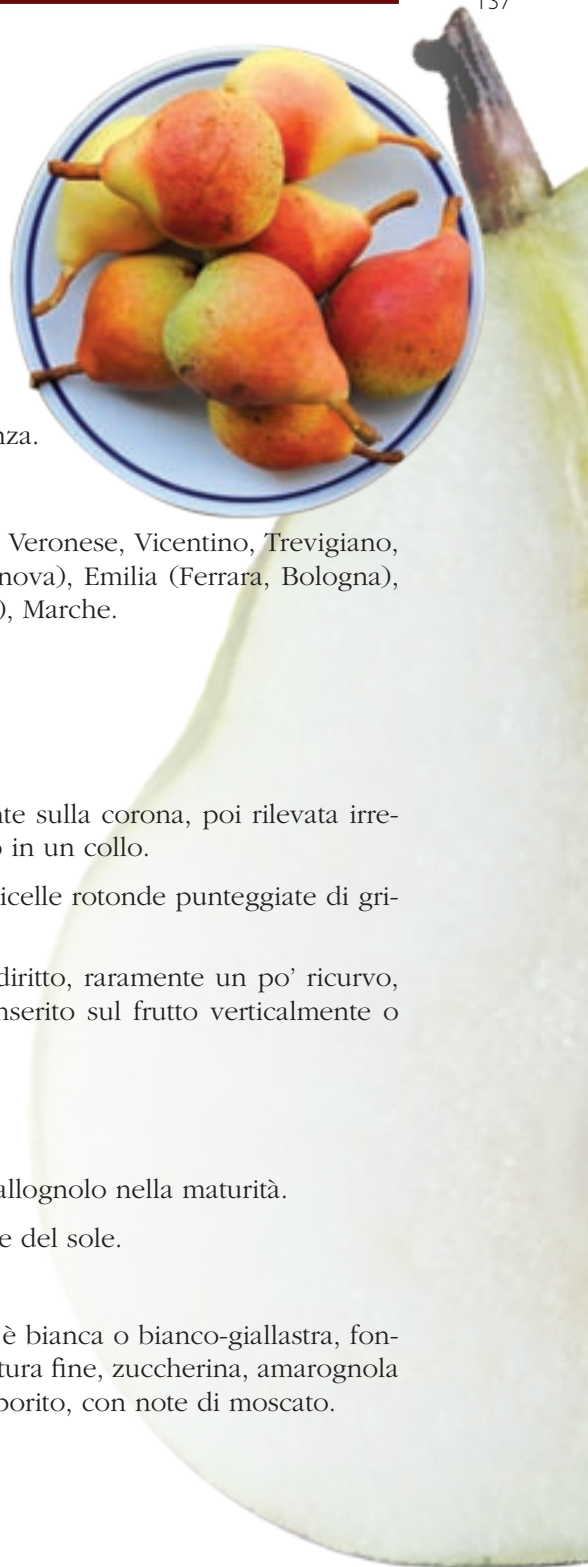 137
nza.
Veronese, Vicentino, Trevigiano,
nova), Emilia (Ferrara, Bologna),
), Marche.
nte sulla corona, poi rilevata irre-
o in un collo.
icelle rotonde punteggiate di gri-
diritto, raramente un po’ ricurvo,
nserito sul frutto verticalmente o
allognolo nella maturità.
e del sole.
è bianca o bianco-giallastra, fon-
tura fine, zuccherina, amarognola
porito, con note di moscato.